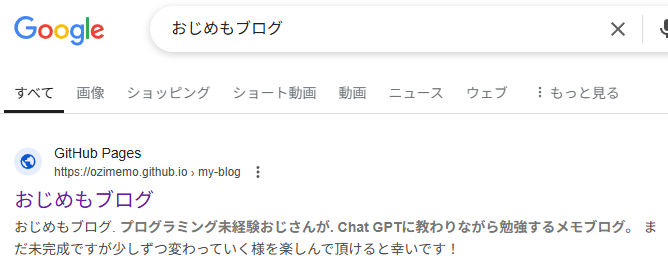 Google おじめもブログ
すべて 画像 ショッピング ショート動画 動画 ニュース ウェブ もっと見る
GitHub Pages
https://ozimemo.github.io › my-blog
おじめもブログ
おじめもブログ. プログラミング未経験おじさんが. Chat GPTに教わりながら勉強するメモブログ。 ま
だ未完成ですが少しずつ変わっていく様を楽しんで頂けると幸いです！